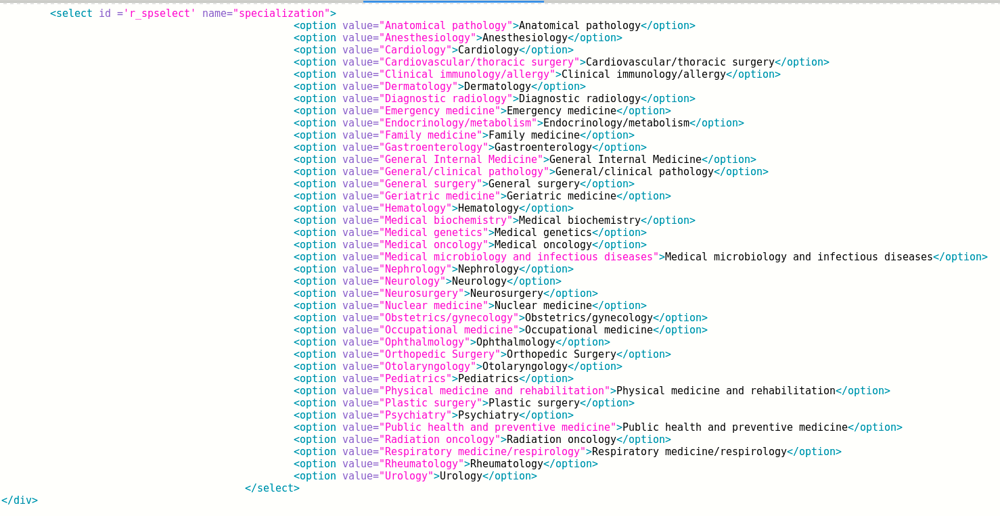 <select id ='r_spselect' name="specialization">
<option value="Anatomical pathology">Anatomical pathology</option>
<option value="Anesthesiology">Anesthesiology</option>
<option value="Cardiology">Cardiology</option>
<option value="Cardiovascular/thoracic surgery">Cardiovascular/thoracic surgery</option>
<option value="Clinical immunology/allergy">Clinical immunology/allergy</option>
<option value="Dermatology">Dermatology</option>
<option value="Diagnostic radiology">Diagnostic radiology</option>
<option value="Emergency medicine">Emergency medicine</option>
<option value="Endocrinology/metabolism">Endocrinology/metabolism</option>
<option value="Family medicine">Family medicine</option>
<option value="Gastroenterology">Gastroenterology</option>
<option value="General Internal Medicine">General Internal Medicine</option>
<option value="General/clinical pathology">General/clinical pathology</option>
<option value="General surgery">General surgery</option>
<option value="Geriatric medicine">Geriatric medicine</option>
<option value="Hematology">Hematology</option>
<option value="Medical biochemistry">Medical biochemistry</option>
<option value="Medical genetics">Medical genetics</option>
<option value="Medical oncology">Medical oncology</option>
<option value="Medical microbiology and infectious diseases">Medical microbiology and infectious diseases</option>
<option value="Nephrology">Nephrology</option>
<option value="Neurology">Neurology</option>
<option value="Neurosurgery">Neurosurgery</option>
<option value="Nuclear medicine">Nuclear medicine</option>
<option value="Obstetrics/gynecology">Obstetrics/gynecology</option>
<option value="Occupational medicine">Occupational medicine</option>
<option value="Ophthalmology">Ophthalmology</option>
<option value="Orthopedic Surgery">Orthopedic Surgery</option>
<option value="Otolaryngology">Otolaryngology</option>
<option value="Pediatrics">Pediatrics</option>
<option value="Physical medicine and rehabilitation">Physical medicine and rehabilitation</option>
<option value="Plastic surgery">Plastic surgery</option>
<option value="Psychiatry">Psychiatry</option>
<option value="Public health and preventive medicine">Public health and preventive medicine</option>
<option value="Radiation oncology">Radiation oncology</option>
<option value="Respiratory medicine/respirology">Respiratory medicine/respirology</option>
<option value="Rheumatology">Rheumatology</option>
<option value="Urology">Urology</option>
</select>
</div>